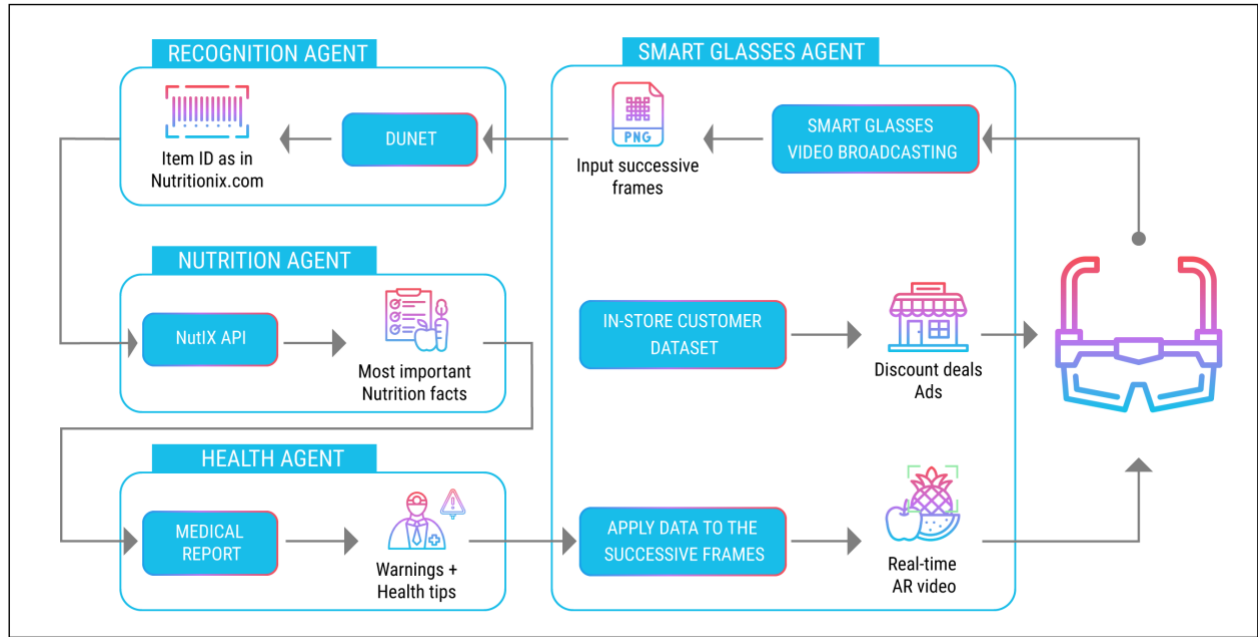 RECOGNITION AGENT
Item ID as in
Nutritionix.com
DUNET
SMART GLASSES AGENT
PNG
Input successive
frames
SMART GLASSES
VIDEO BROADCASTING
NUTRITION AGENT
NutIX API
Most important
Nutrition facts
IN-STORE CUSTOMER
DATASET
Discount deals
Ads
HEALTH AGENT
MEDICAL
REPORT
Warnings +
Health tips
APPLY DATA TO THE
SUCCESSIVE FRAMES
Real-time
AR video